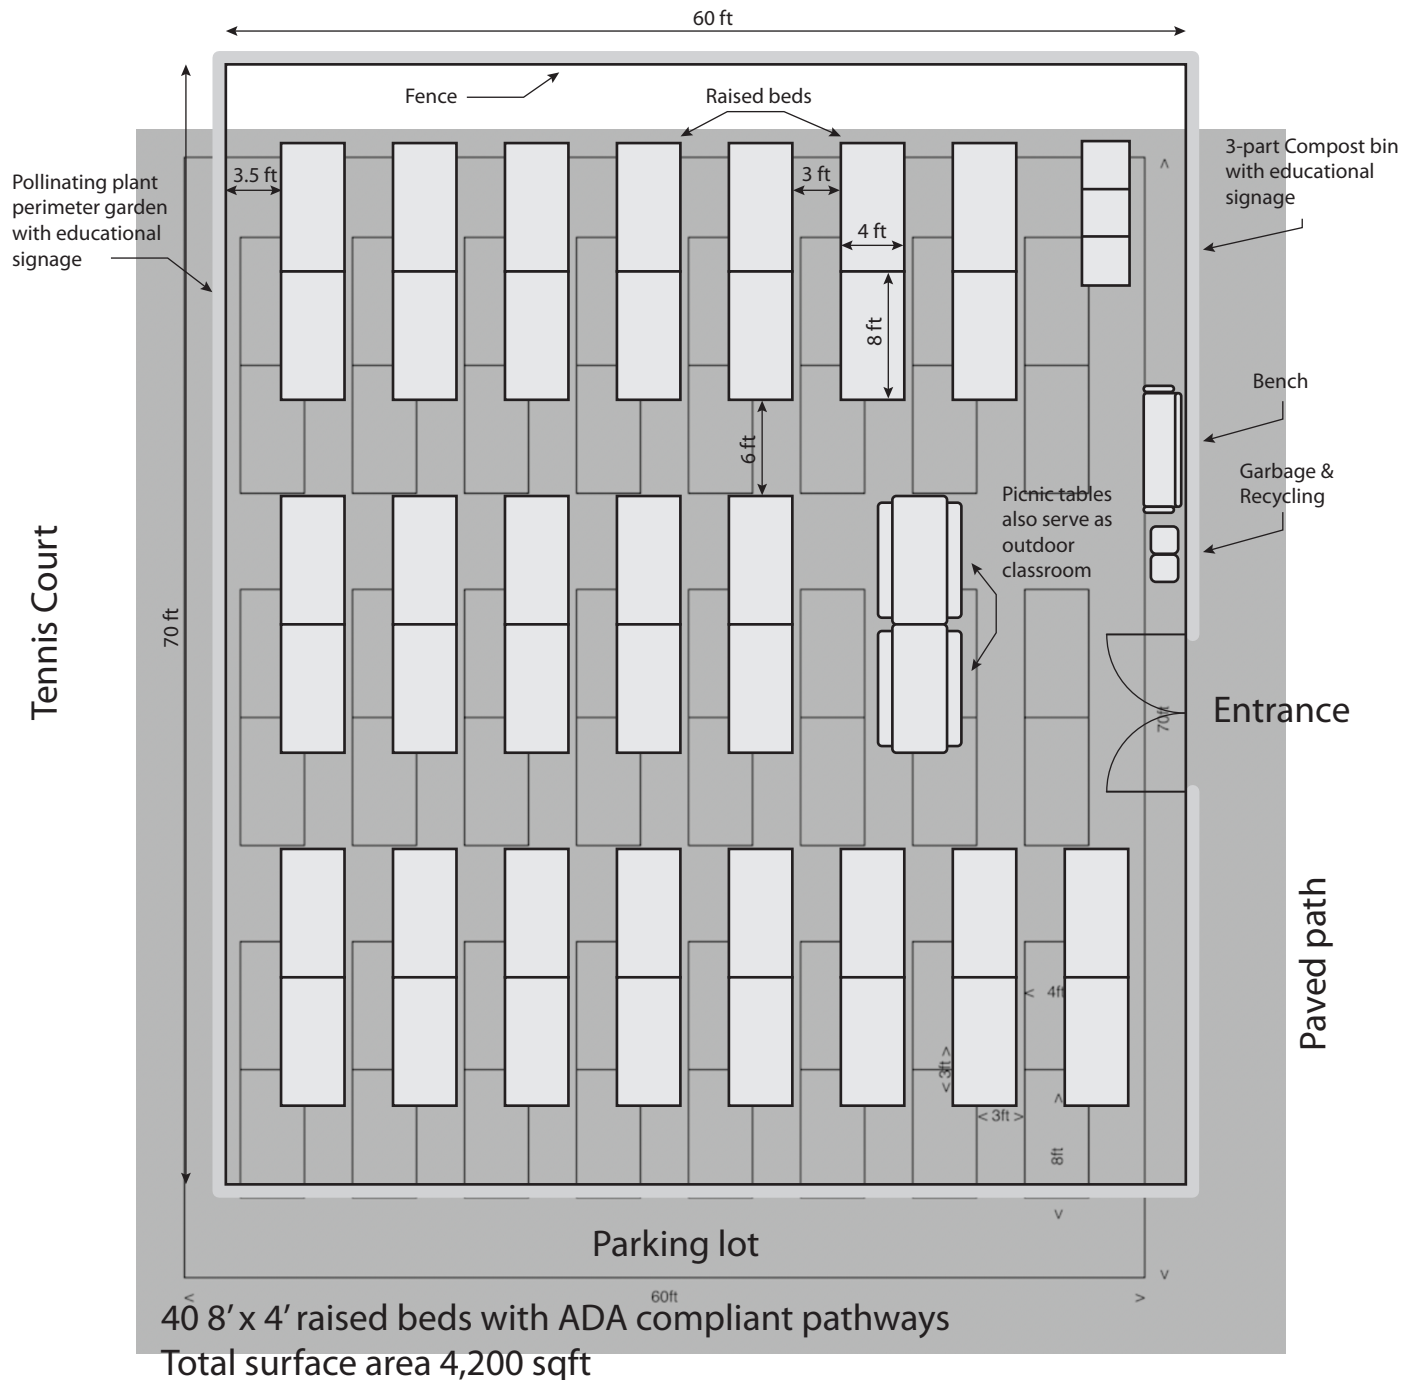 60 ft
Fence
Raised beds
3-part Compost bin
with educational
signage
3.5 ft
3 ft
Pollinating plant
perimeter garden
with educational
signage
4 ft
8 ft
Bench
6 ft
Garbage &
Recycling
Picnic tables
also serve as
outdoor
classroom
Tennis Court
70 ft
Entrance
70ft
Paved path
< 4ft
< 3ft >
< 3ft >
8ft
Parking lot
< 60ft >
40 8’ x 4’ raised beds with ADA compliant pathways
Total surface area 4,200 sqft